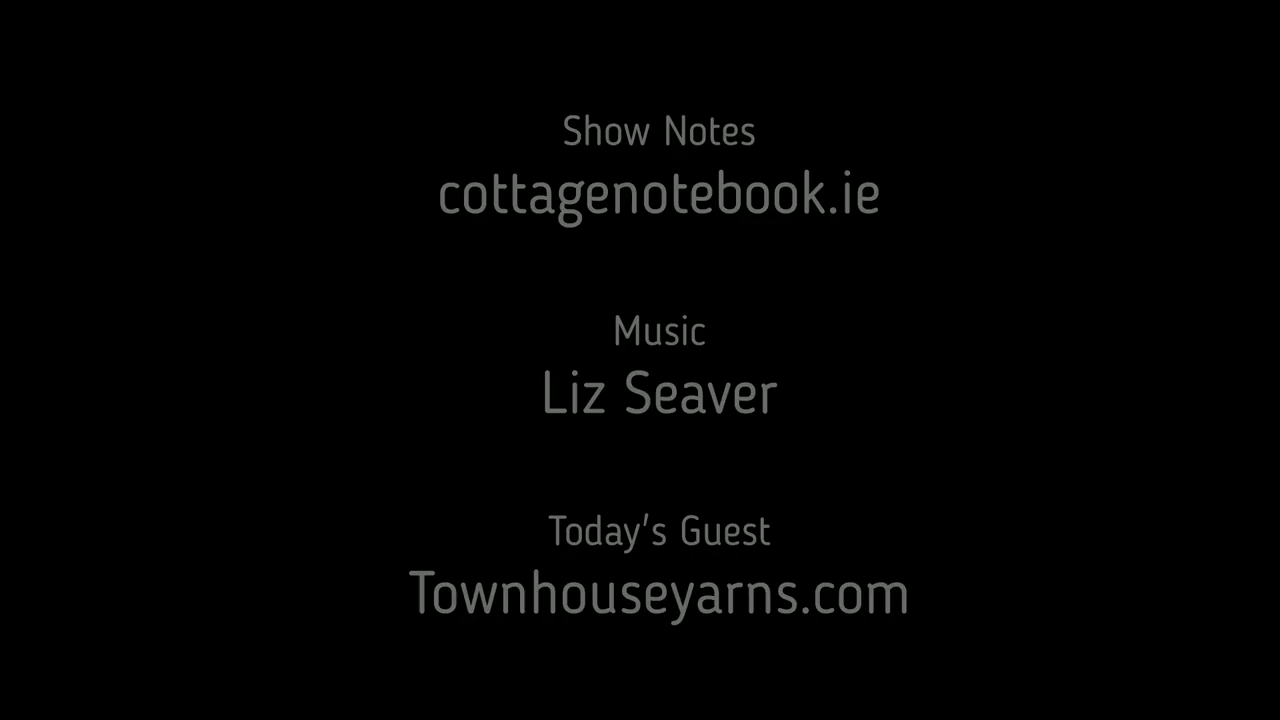 Show Notes
cottagenotebook.ie
Music
Liz Seaver
Today's Guest
Townhouseyarns.com